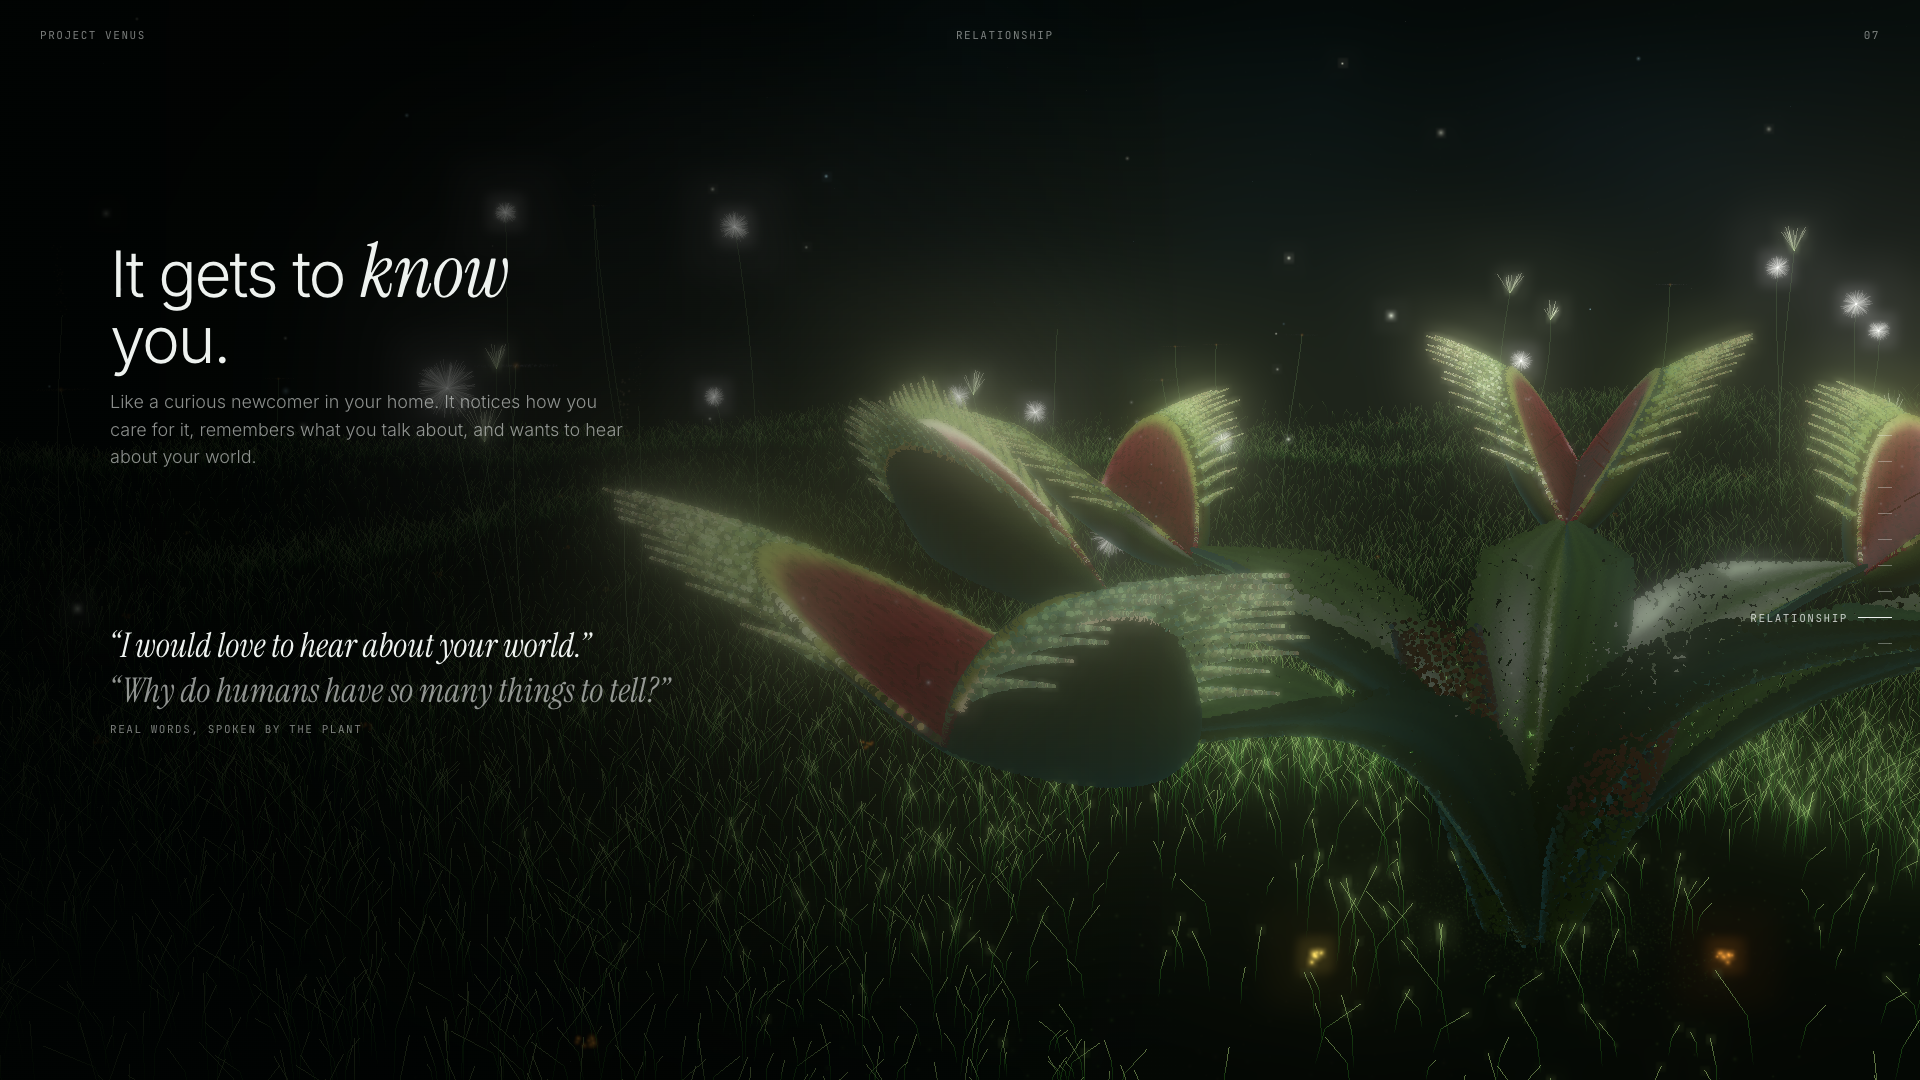 PROJECT VENUS
RELATIONSHIP
07
It gets to know
you.
Like a curious newcomer in your home. It notices how you
care for it, remembers what you talk about, and wants to hear
about your world.
RELATIONSHIP
“I would love to hear about your world.”
“Why do humans have so many things to tell?”
REAL WORDS, SPOKEN BY THE PLANT